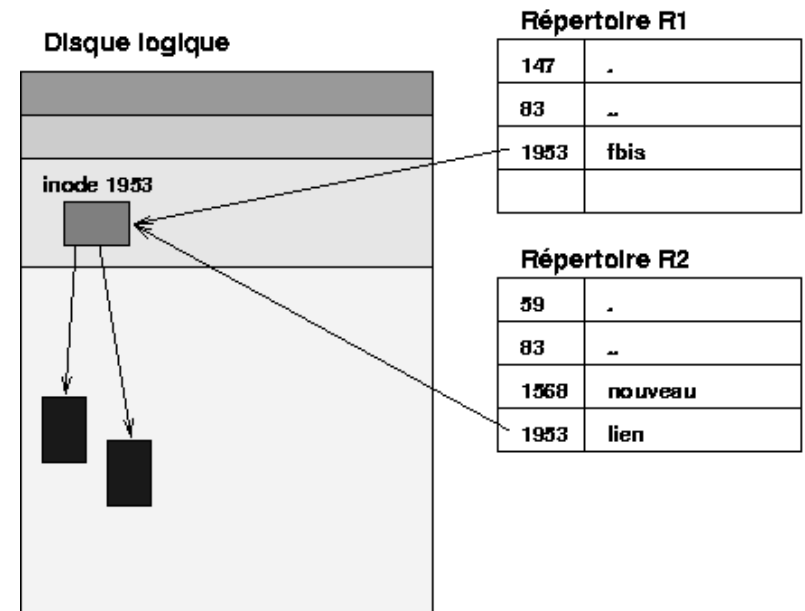 Disque logique
inode 1953
Répertoire R1
147 .
83 ..
1953 fbis
Répertoire R2
59 .
83 ..
1568 nouveau
1953 lien